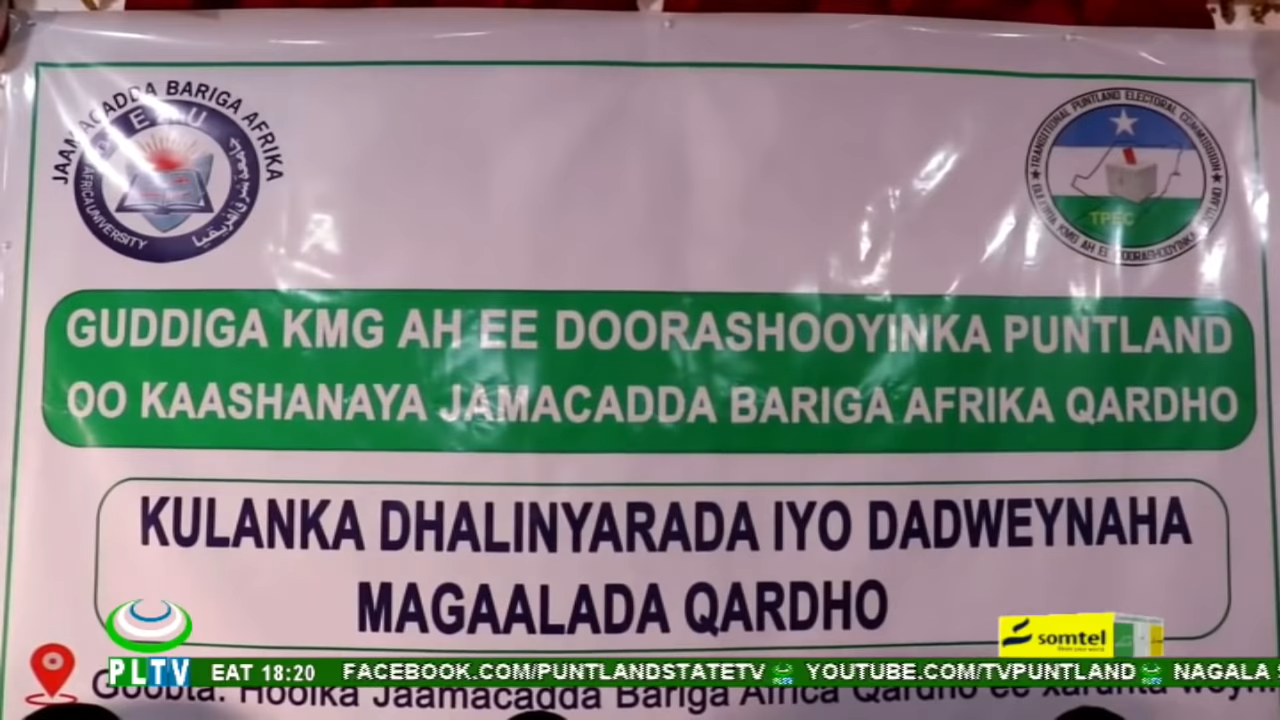 JAAMACADDA BARIGA AFRIKA
EAU
AFRICA UNIVERSITY
جامعة شرق افريقيا
TRANSITIONAL PUNTLAND ELECTORAL COMMISSION
TPEC
KMG AH EE DOORASHOOYINKA
GUDDIGA KMG AH EE DOORASHOOYINKA PUNTLAND
OO KAASHANAYA JAMACADDA BARIGA AFRIKA QARDHO
KULANKA DHALINYARADA IYO DADWEYNAHA
MAGAALADA QARDHO
somtel
PLTV EAT 18:20 FACEBOOK.COM/PUNTLANDSTATETV YOUTUBE.COM/TVPUNTLAND NAGALA
Goobta: Hoolka Jaamacadda Bariga Africa Qardho ee xarunta